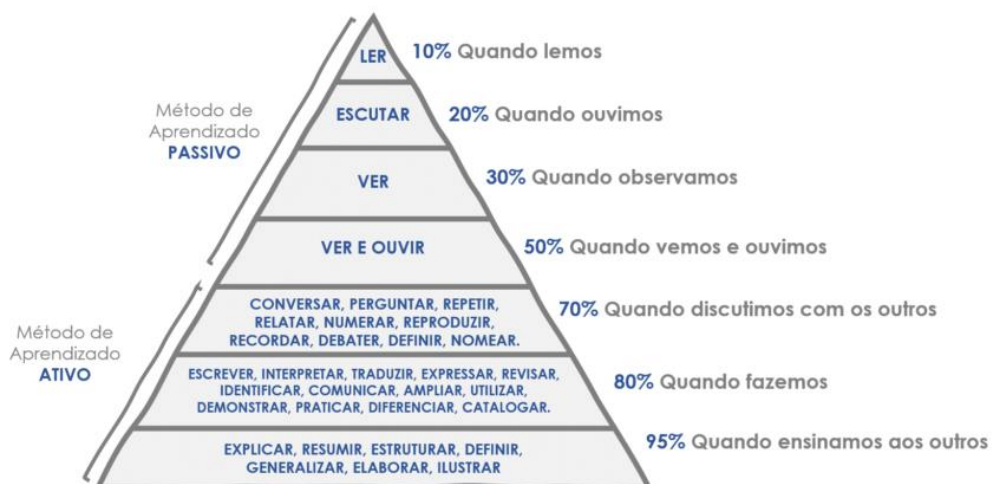 LER
10% Quando lemos
ESCUTAR
20% Quando ouvimos
Método de
Aprendizado
PASSIVO
VER
30% Quando observamos
VER E OUVIR
50% Quando vemos e ouvimos
CONVERSAR, PERGUNTAR, REPETIR,
RELATAR, NUMERAR, REPRODUZIR,
RECORDAR, DEBATER, DEFINIR, NOMEAR.
70% Quando discutimos com os outros
Método de
Aprendizado
ATIVO
ESCREVER, INTERPRETAR, TRADUZIR, EXPRESSAR, REVISAR,
IDENTIFICAR, COMUNICAR, AMPLIAR, UTILIZAR,
DEMONSTRAR, PRATICAR, DIFERENCIAR, CATALOGAR.
80% Quando fazemos
EXPLICAR, RESUMIR, ESTRUTURAR, DEFINIR,
GENERALIZAR, ELABORAR, ILUSTRAR
95% Quando ensinamos aos outros